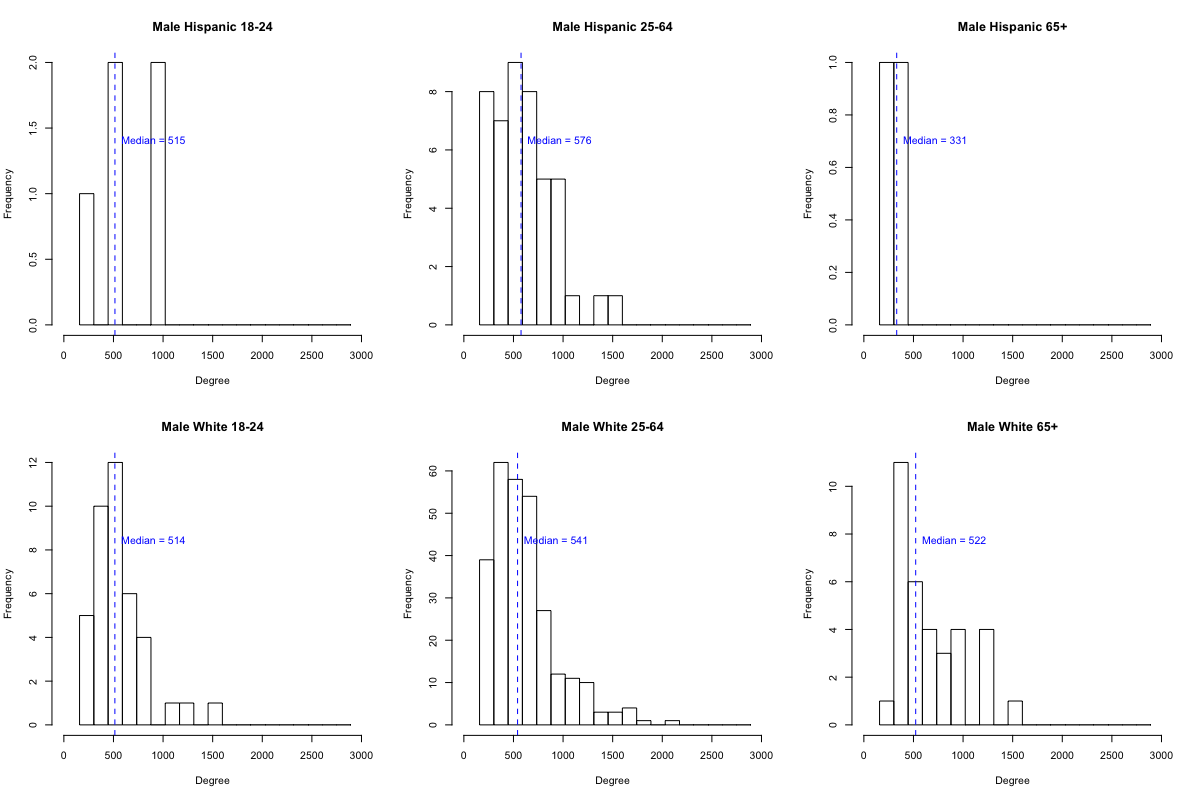 Male Hispanic 18-24
Frequency
2.0
1.5
1.0
0.5
0.0
Median = 515
0 500 1000 1500 2000 2500 3000
Degree
Male Hispanic 25-64
Frequency
8
6
4
2
0
Median = 576
0 500 1000 1500 2000 2500 3000
Degree
Male Hispanic 65+
Frequency
1.0
0.8
0.6
0.4
0.2
0.0
Median = 331
0 500 1000 1500 2000 2500 3000
Degree
Male White 18-24
Frequency
12
10
8
6
4
2
0
Median = 514
0 500 1000 1500 2000 2500 3000
Degree
Male White 25-64
Frequency
60
50
40
30
20
10
0
Median = 541
0 500 1000 1500 2000 2500 3000
Degree
Male White 65+
Frequency
10
8
6
4
2
0
Median = 522
0 500 1000 1500 2000 2500 3000
Degree